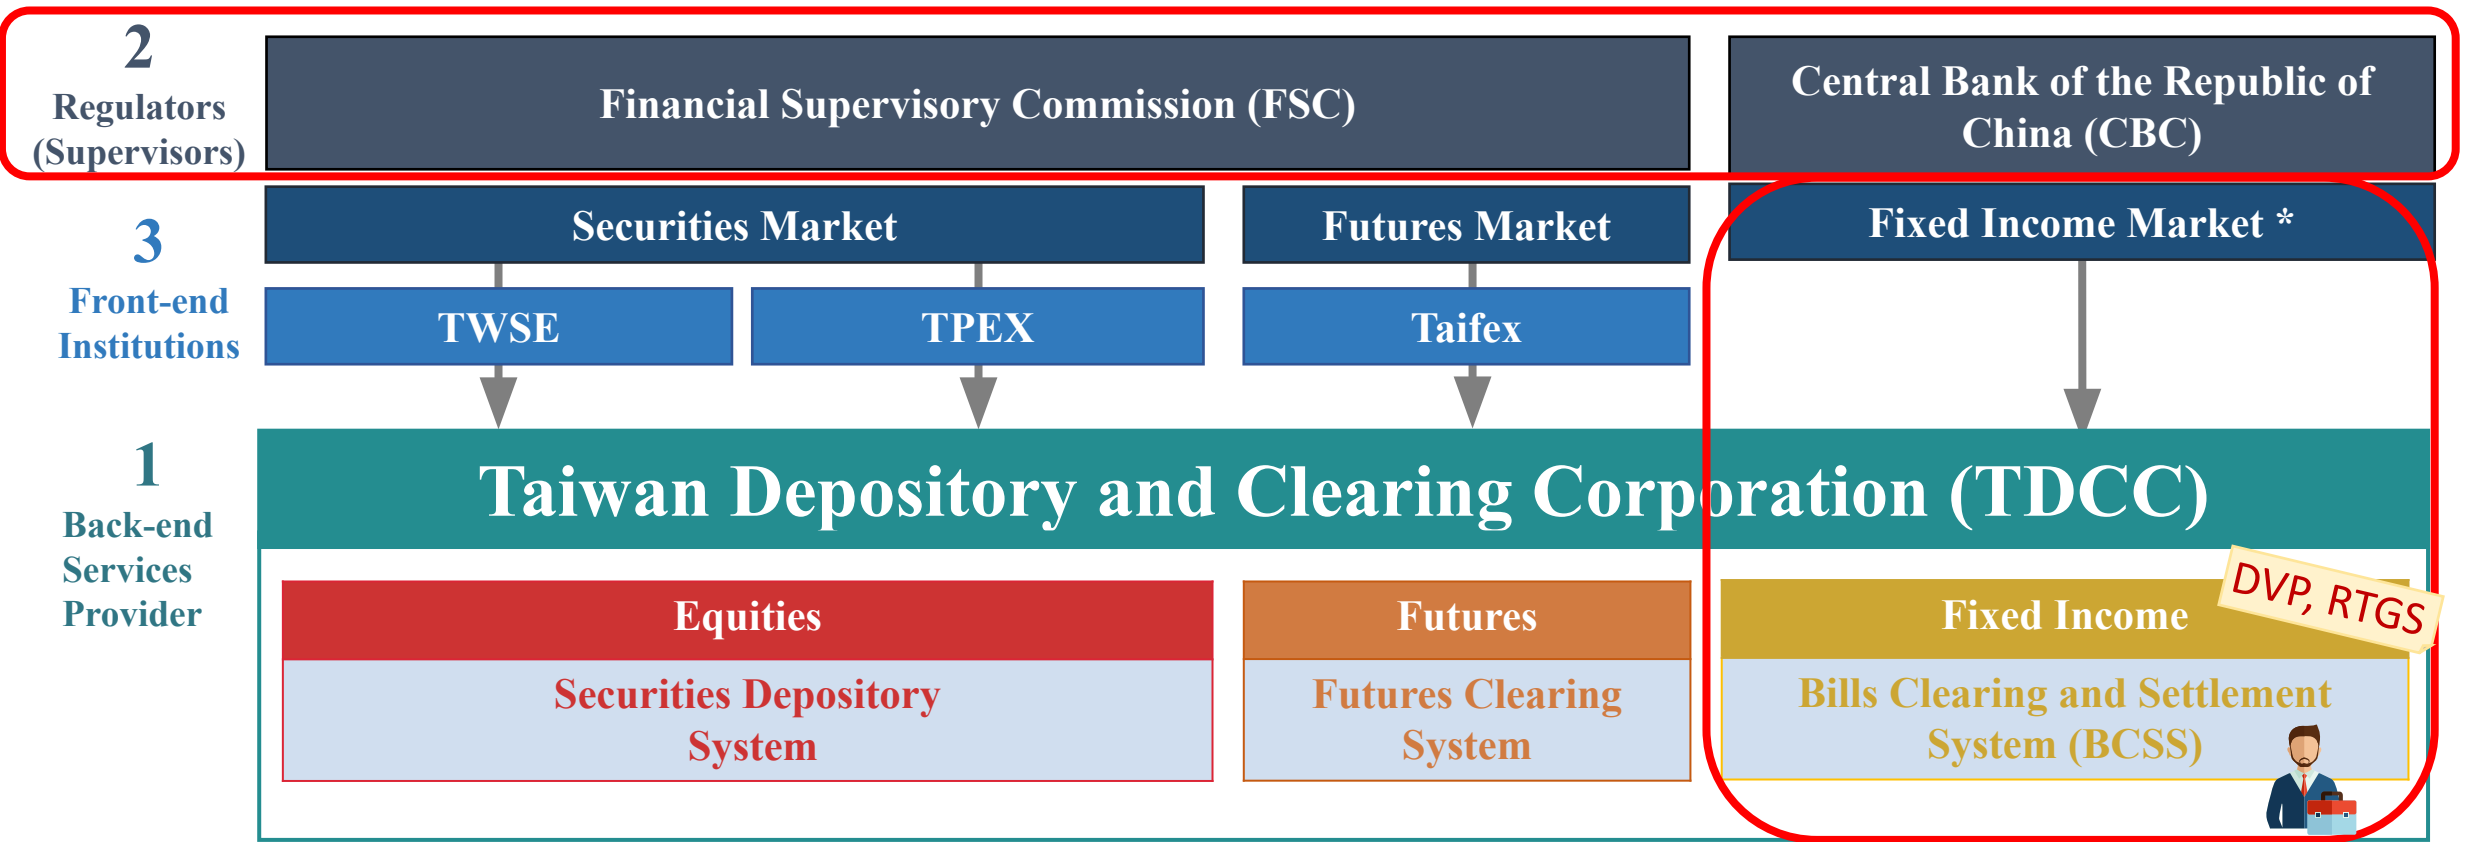 2
Regulators
(Supervisors)
Financial Supervisory Commission (FSC)
Central Bank of the Republic of
China (CBC)
3
Front-end
Institutions
Securities Market
Futures Market
Fixed Income Market *
TWSE
TPEX
Taifex
1
Back-end
Services
Provider
Taiwan Depository and Clearing Corporation (TDCC)
Equities
Securities Depository
System
Futures
Futures Clearing
System
Fixed Income
DVP, RTGS
Bills Clearing and Settlement
System (BCSS)